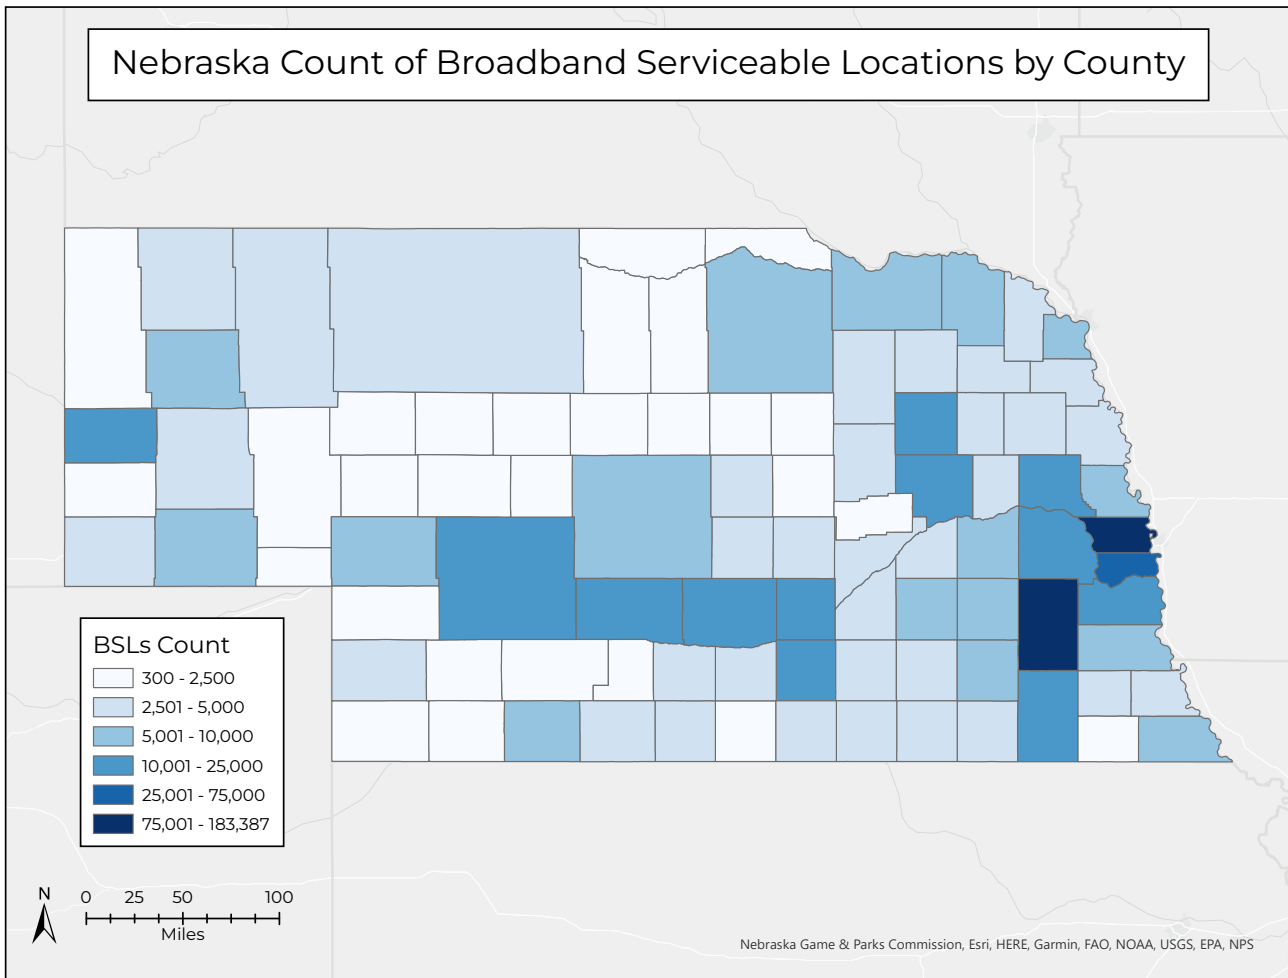 Nebraska Count of Broadband Serviceable Locations by County
BSLs Count
300 - 2,500
2,501 - 5,000
5,001 - 10,000
10,001 - 25,000
25,001 - 75,000
75,001 - 183,387
N
0 25 50 100
Miles
Nebraska Game & Parks Commission, Esri, HERE, Garmin, FAO, NOAA, USGS, EPA, NPS